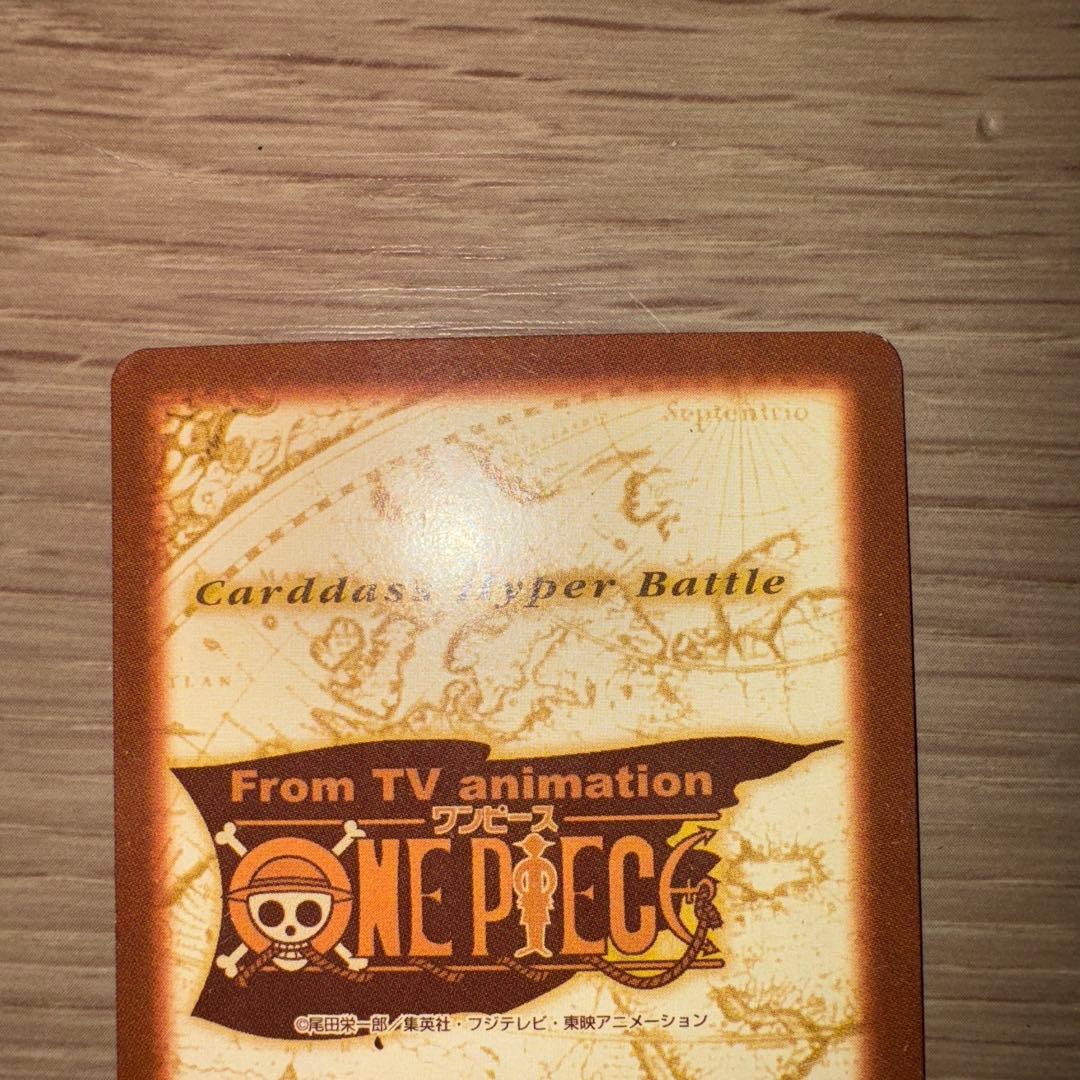 Septentrio
Carddass Hyper Battle
TLAN
From TV animation
ワンピース
ONE PIECE
©尾田栄一郎／集英社・フジテレビ・東映アニメーション